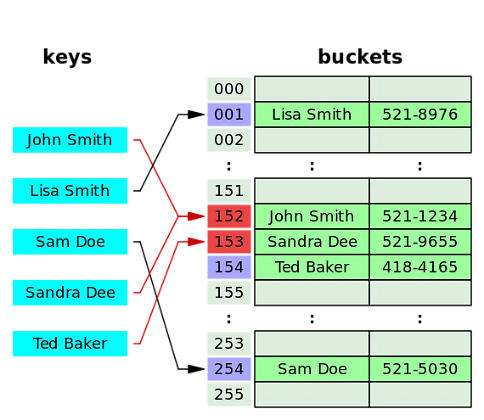 keys
buckets
000
001 Lisa Smith 521-8976
002
John Smith
Lisa Smith
: : :
151
152 John Smith 521-1234
Sam Doe
153 Sandra Dee 521-9655
154 Ted Baker 418-4165
Sandra Dee
155
: : :
Ted Baker
253
254 Sam Doe 521-5030
255